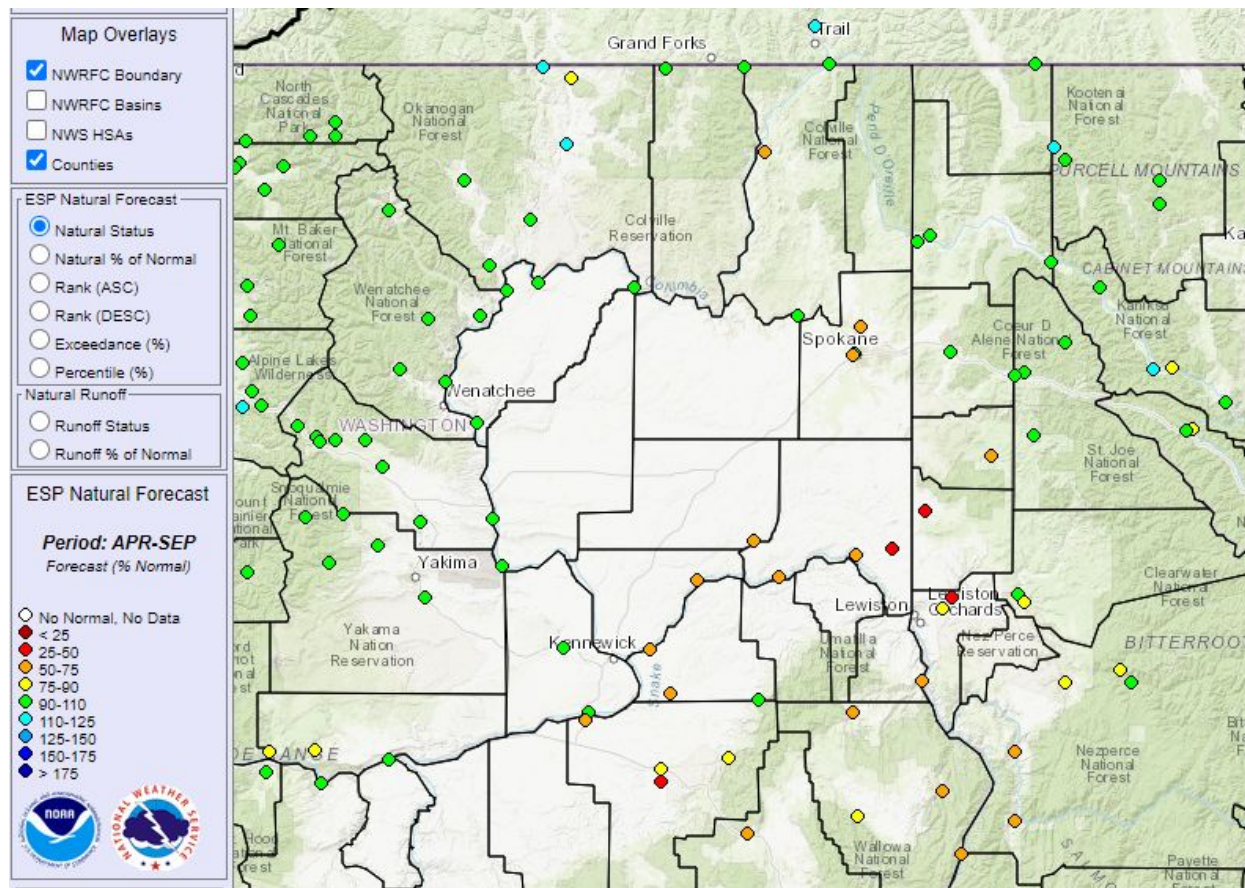 Map Overlays
NWRFC Boundary
NWRFC Basins
NWS HSAs
Counties
ESP Natural Forecast
Natural Status
Natural % of Normal
Rank (ASC)
Rank (DESC)
Exceedance (%)
Percentile (%)
Natural Runoff
Runoff Status
Runoff % of Normal
ESP Natural Forecast
Period: APR-SEP
Forecast (% Normal)
No Normal, No Data
< 25
25-50
50-75
75-90
90-110
110-125
125-150
150-175
> 175
NOAA
NATIONAL WEATHER SERVICE
Trail
Grand Forks
North
Cascades
National
Park
Okanogan
National
Forest
Colville
National
Forest
Pend D'Oreille
Kootenai
National
Forest
PURCELL MOUNTAINS
Mt Baker
National
Forest
Colville
Reservation
Ka
CABINET MOUNTAINS
Wenatchee
National
Forest
Columbia
Kaniksu
National
Forest
Spokane
Coeur D
Alene National
Forest
Alpine Lakes
Wilderness
Wenatchee
WASHINGTON
St. Joe
National
Forest
Snoqualmie
National
Forest
Yakima
Clearwater
National
Forest
Lewiston
Lewiston
Orchards
Nez Perce
Reservation
BITTERROOT
Kennewick
Yakama
Nation
Reservation
Umatilla
National
Forest
Snake
Nezperce
National
Forest
Wallowa
National
Forest
Payette
National